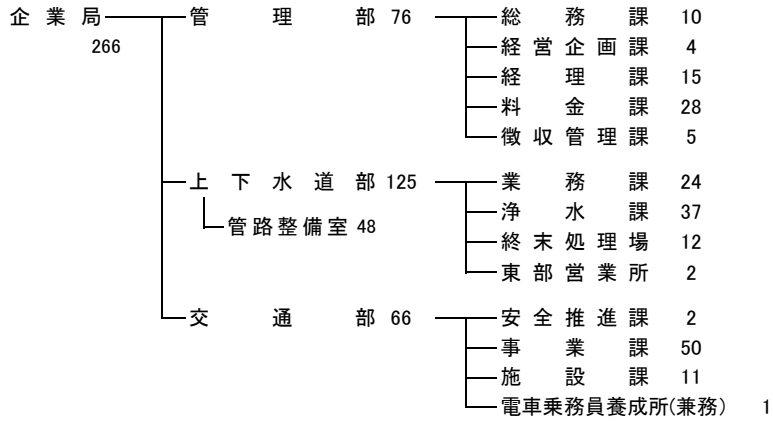 企業局 管理部 76 総務課 10
266 経営企画課 4
経理課 15
料金課 28
徴収管理課 5
上下水道部 125 業務課 24
浄水課 37
管路整備室 48
終末処理場 12
東部営業所 2
交通部 66 安全推進課 2
事業課 50
施設課 11
電車乗務員養成所(兼務) 1